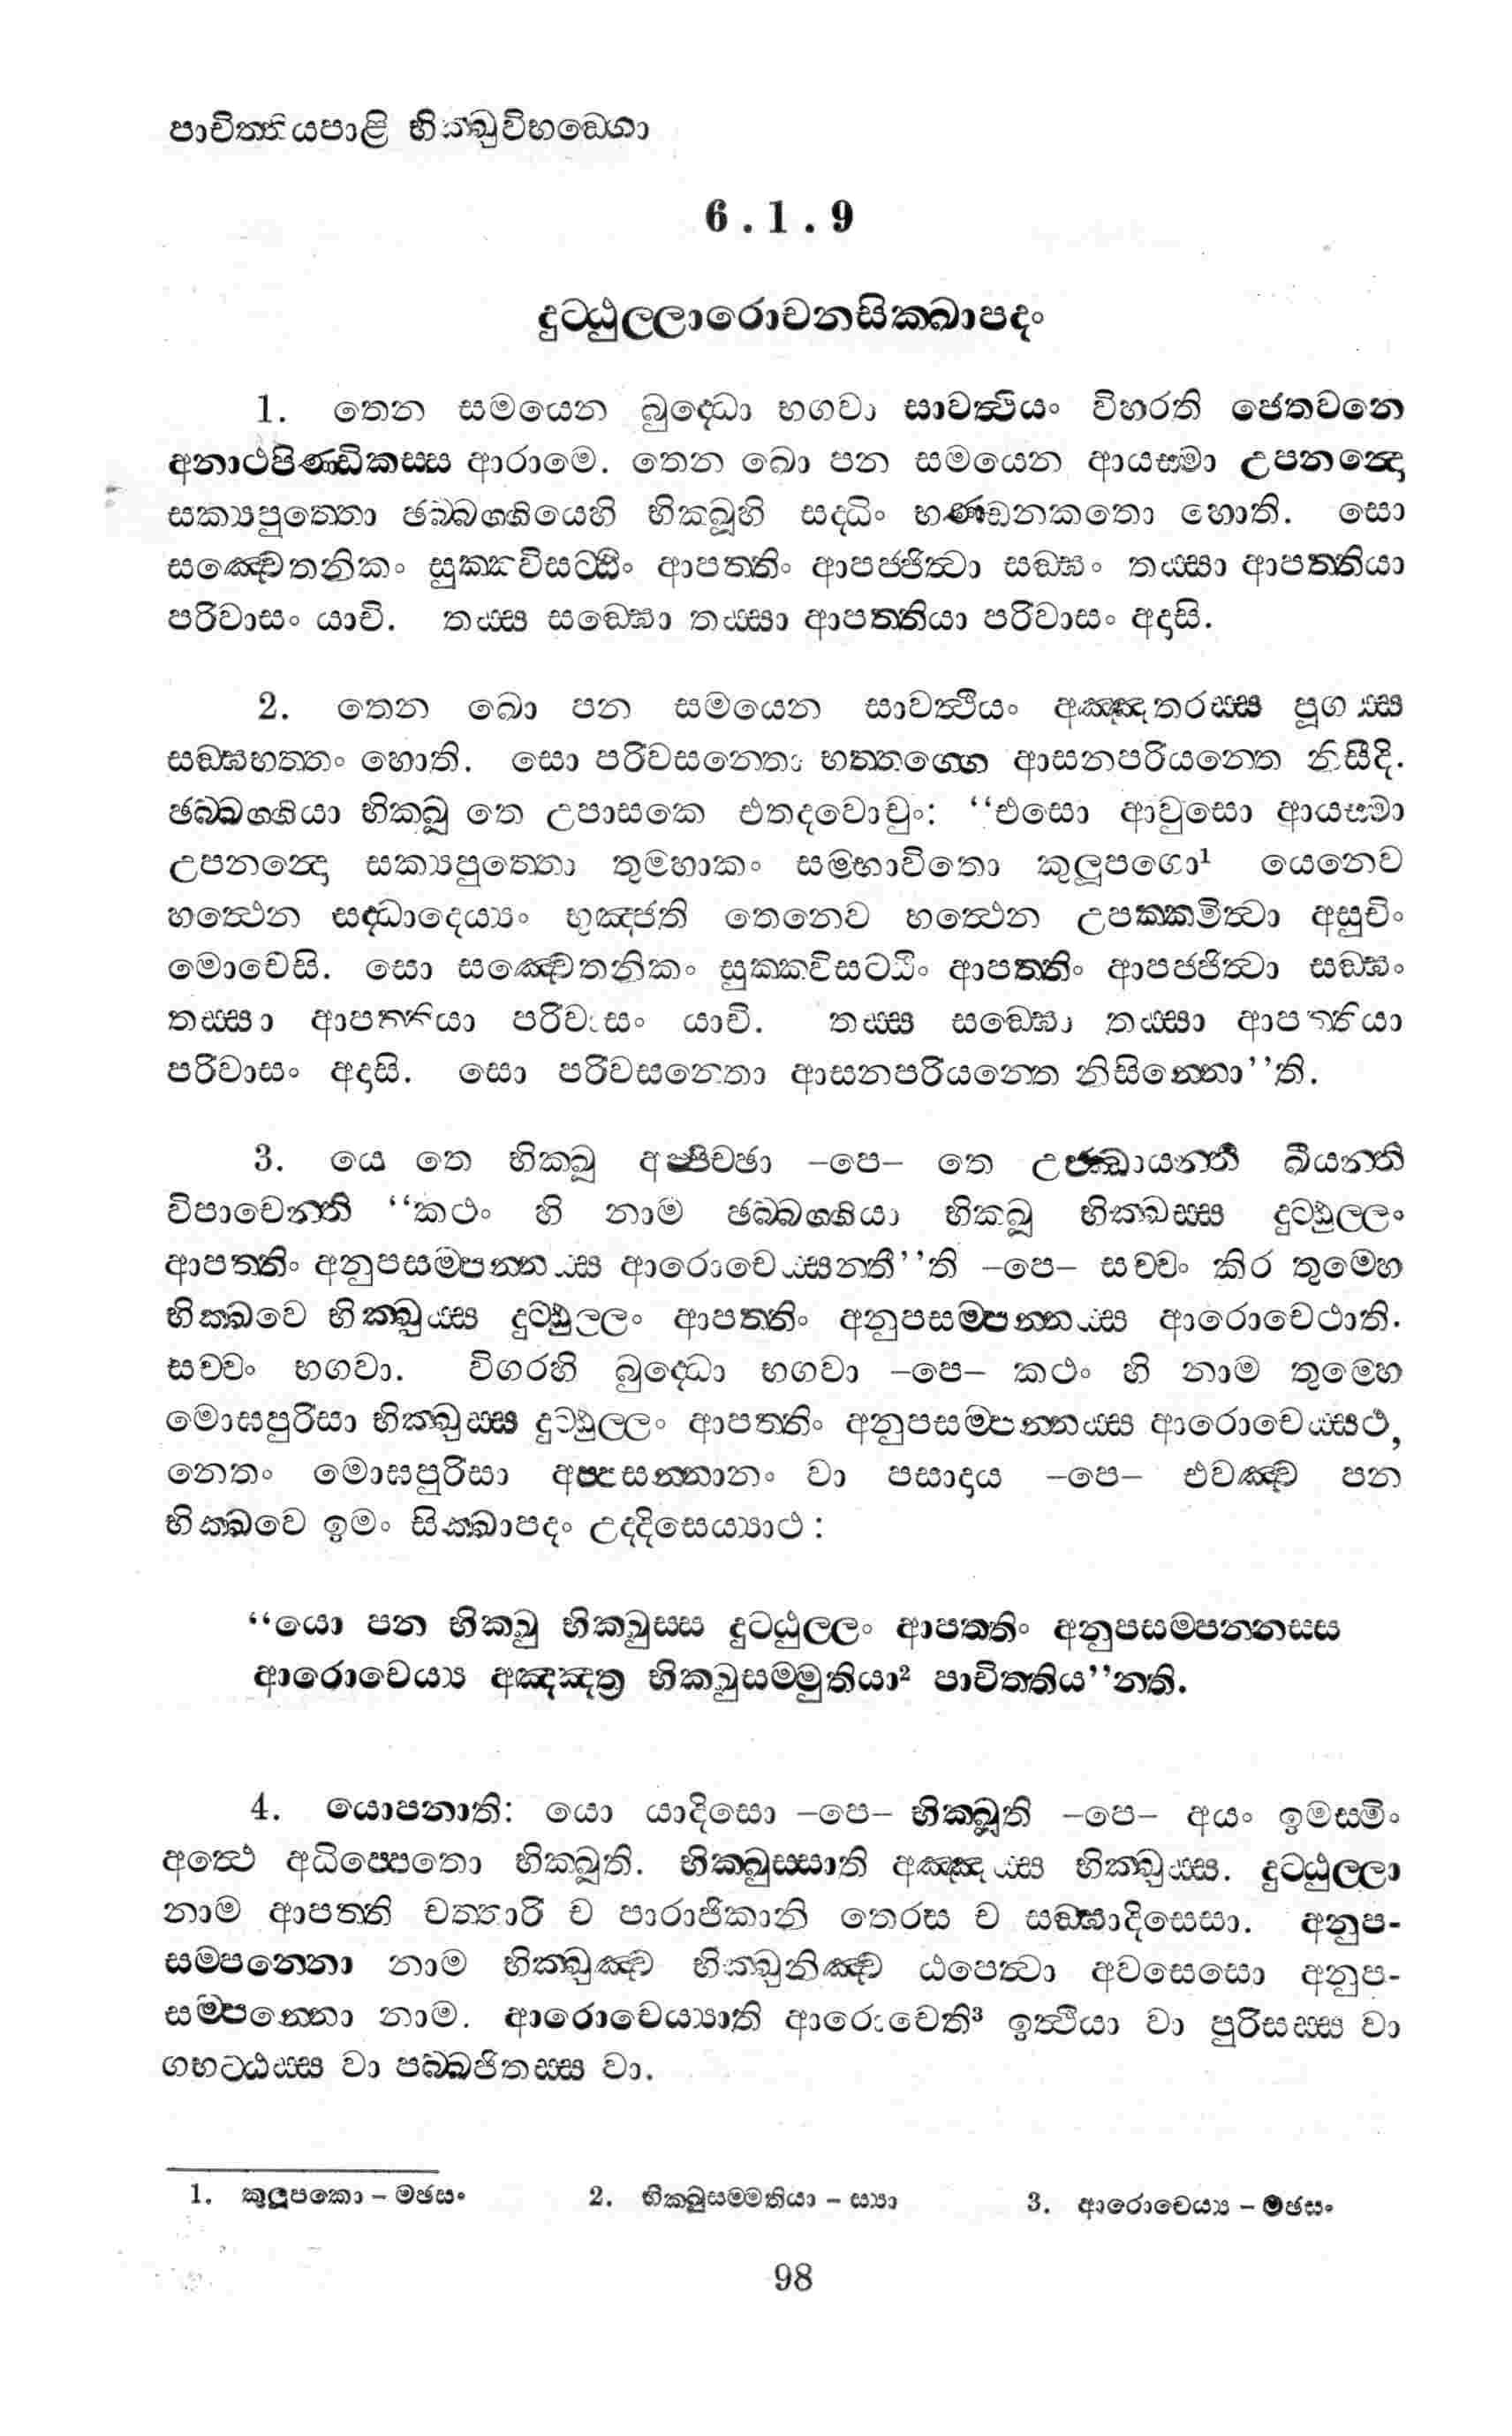 පාචිත්තියපාළි භික්ඛුවිභඞ්ගො
6 . 1 . 9
දුට්ඨුල්ලාරොචනසික්ඛාපදං
1. තෙන සමයෙන බුද්ධො භගවා සාවත්ථියං විහරති ජෙතවනෙ
අනාථපිණ්ඩිකස්ස ආරාමෙ. තෙන ඛො පන සමයෙන ආයස්මා උපනන්දො
සක්‍යපුත්තො ඡබ්බග්ගියෙහි භික්ඛූහි සද්ධිං භණ්ඩනකතො හොති. සො
සඤ්චෙතනිකං සුක්කවිසට්ඨිං ආපත්තිං ආපජ්ජිත්වා සඞ්ඝං තස්සා ආපත්තියා
පරිවාසං යාචි. තස්ස සඞ්ඝො තස්සා ආපත්තියා පරිවාසං අදාසි.
2. තෙන ඛො පන සමයෙන සාවත්ථියං අඤ්ඤතරස්ස පූගස්ස
සඞ්ඝභත්තං හොති. සො පරිවසන්තො භත්තග්ගෙ ආසනපරියන්තෙ නිසීදි.
ඡබ්බග්ගියා භික්ඛූ තෙ උපාසකෙ එතදවොචුං: “එසො ආවුසො ආයස්මා
උපනන්දො සක්‍යපුත්තො තුම්හාකං සම්භාවිතො කුලූපගො¹ යෙනෙව
හත්ථෙන සද්ධාදෙය්‍යං භුඤ්ජති තෙනෙව හත්ථෙන උපක්කමිත්වා අසුචිං
මොචෙසි. සො සඤ්චෙතනිකං සුක්කවිසට්ඨිං ආපත්තිං ආපජ්ජිත්වා සඞ්ඝං
තස්සා ආපත්තියා පරිවාසං යාචි. තස්ස සඞ්ඝො තස්සා ආපත්තියා
පරිවාසං අදාසි. සො පරිවසන්තො ආසනපරියන්තෙ නිසින්නො”ති.
3. යෙ තෙ භික්ඛූ අප්පිච්ඡා –පෙ– තෙ උජ්ඣායන්ති ඛීයන්ති
විපාචෙන්ති “කථං හි නාම ඡබ්බග්ගියා භික්ඛූ භික්ඛුස්ස දුට්ඨුල්ලං
ආපත්තිං අනුපසම්පන්නස්ස ආරොචෙස්සන්තී”ති –පෙ– සච්චං කිර තුම්හෙ
භික්ඛවෙ භික්ඛුස්ස දුට්ඨුල්ලං ආපත්තිං අනුපසම්පන්නස්ස ආරොචෙථාති.
සච්චං භගවා. විගරහි බුද්ධො භගවා –පෙ– කථං හි නාම තුම්හෙ
මොඝපුරිසා භික්ඛුස්ස දුට්ඨුල්ලං ආපත්තිං අනුපසම්පන්නස්ස ආරොචෙස්සථ,
නෙතං මොඝපුරිසා අප්පසන්නානං වා පසාදාය –පෙ– එවඤ්ච පන
භික්ඛවෙ ඉමං සික්ඛාපදං උද්දිසෙය්‍යාථ :
“යො පන භික්ඛු භික්ඛුස්ස දුට්ඨුල්ලං ආපත්තිං අනුපසම්පන්නස්ස
ආරොචෙය්‍ය අඤ්ඤත්‍ර භික්ඛුසම්මුතියා² පාචිත්තිය”න්ති.
4. යොපනාති: යො යාදිසො –පෙ– භික්ඛූති –පෙ– අයං ඉමස්මිං
අත්ථෙ අධිප්පෙතො භික්ඛූති. භික්ඛුස්සාති අඤ්ඤස්ස භික්ඛුස්ස. දුට්ඨුල්ලා
නාම ආපත්ති චත්තාරි ච පාරාජිකානි තෙරස ච සඞ්ඝාදිසෙසා. අනුප-
සම්පන්නො නාම භික්ඛුඤ්ච භික්ඛුනිඤ්ච ඨපෙත්වා අවසෙසො අනුප-
සම්පන්නො නාම. ආරොචෙය්‍යාති ආරොචෙති³ ඉත්ථියා වා පුරිසස්ස වා
ගහට්ඨස්ස වා පබ්බජිතස්ස වා.
1. කුලූපකො – මඡසං 2. භික්ඛුසම්මතියා – ස්‍යා 3. ආරොචෙය්‍ය – මඡසං
98